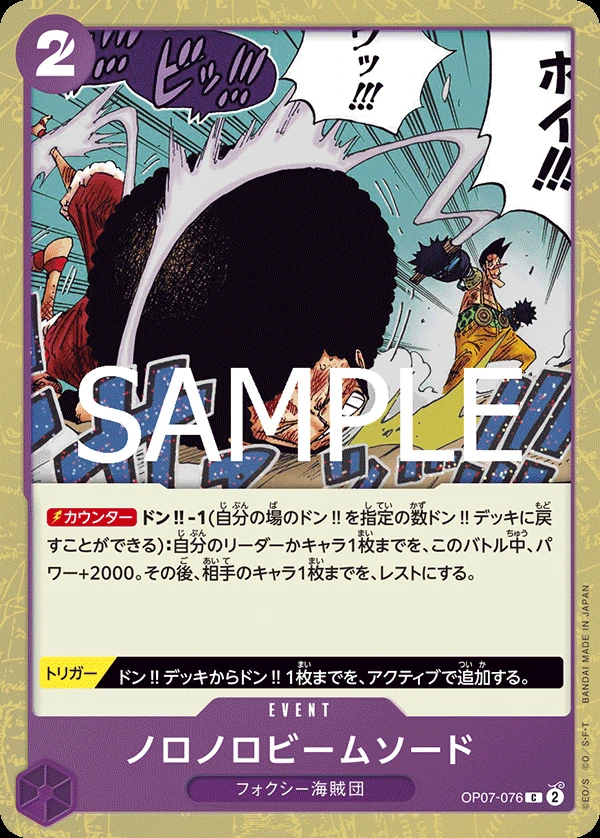 2
ビッ!!!
ワッ!!!
ホイ!!!
SAMPLE
カウンター ドン!!-1(自分の場のドン!!を指定の数ドン!!デッキに戻
すことができる):自分のリーダーかキャラ1枚までを、このバトル中、パ
ワー+2000。その後、相手のキャラ1枚までを、レストにする。
トリガー ドン!!デッキからドン!!1枚までを、アクティブで追加する。
EVENT
ノロノロビームソード
フォクシー海賊団
OP07-076 C 2
©E.O/S ©O./S・F・T BANDAI MADE IN JAPAN